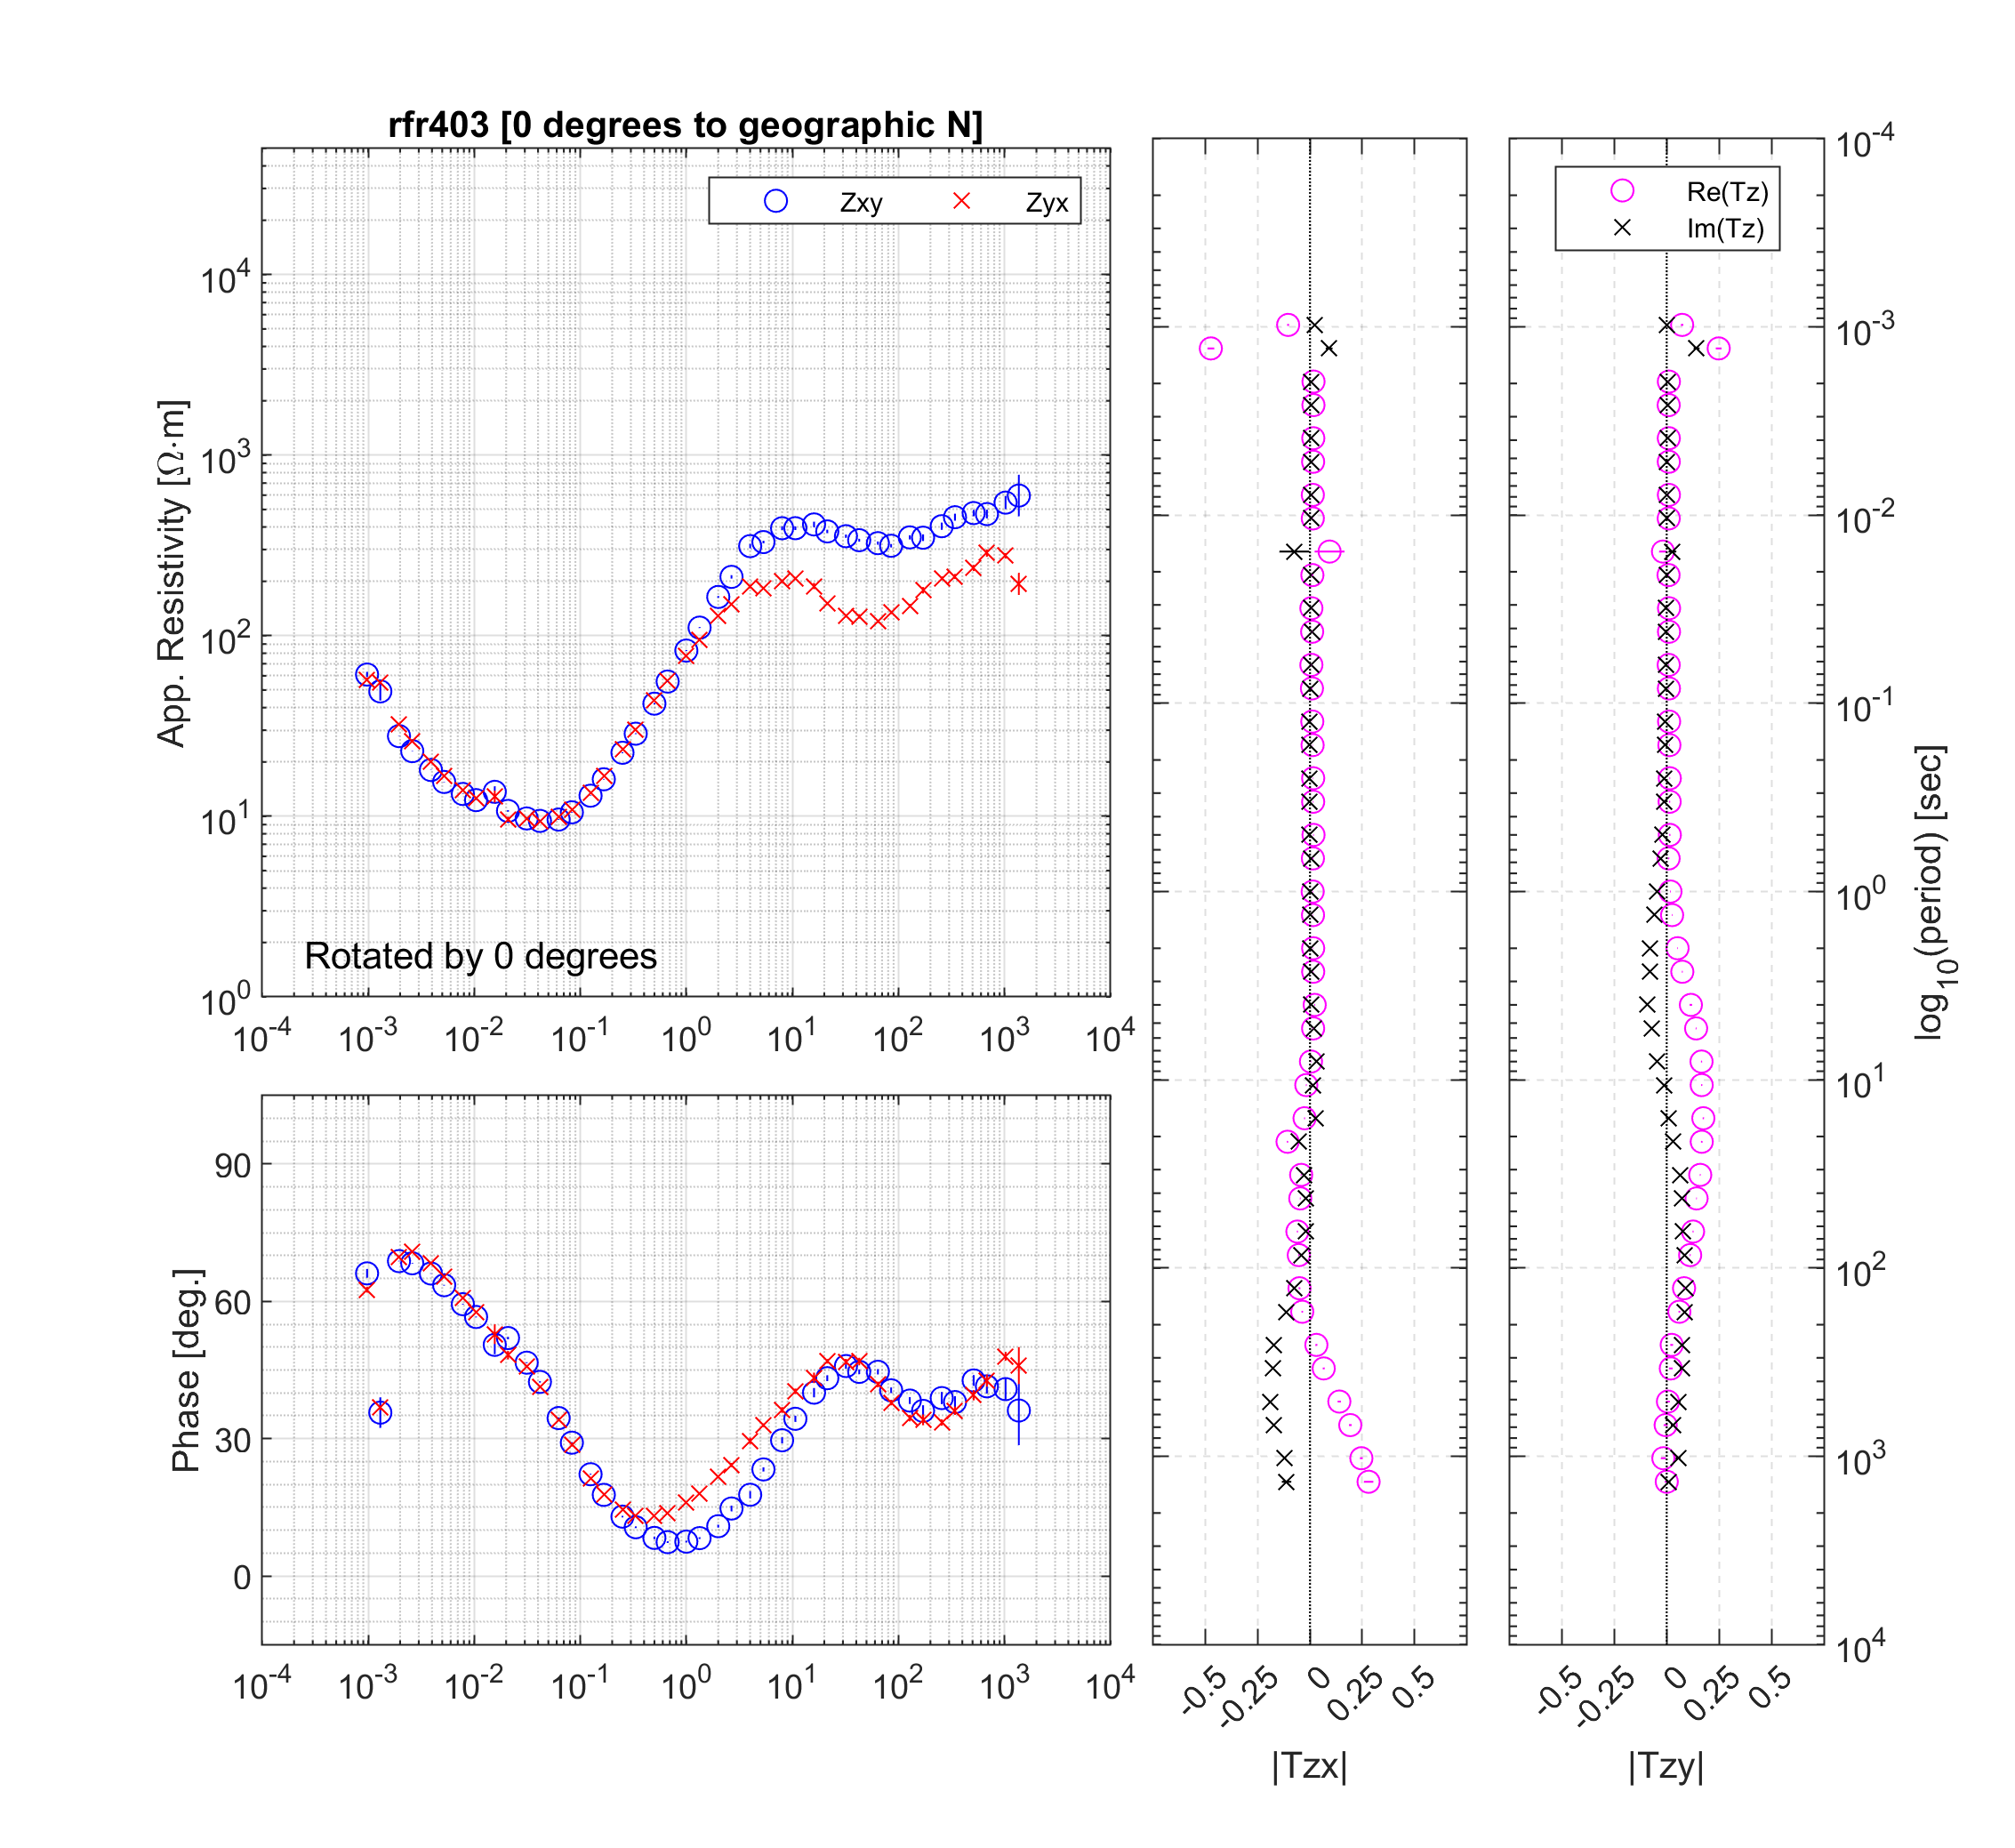 rfr403 [0 degrees to geographic N]
Zxy Zyx
App. Resistivity [Ω·m]
10^4
10^3
10^2
10^1
10^0
Rotated by 0 degrees
10^-4 10^-3 10^-2 10^-1 10^0 10^1 10^2 10^3 10^4
Phase [deg.]
90
60
30
0
10^-4 10^-3 10^-2 10^-1 10^0 10^1 10^2 10^3 10^4
-0.5 -0.25 0 0.25 0.5
|Tzx|
Re(Tz)
Im(Tz)
10^-4
10^-3
10^-2
10^-1
10^0
10^1
10^2
10^3
10^4
log10(period) [sec]
-0.5 -0.25 0 0.25 0.5
|Tzy|